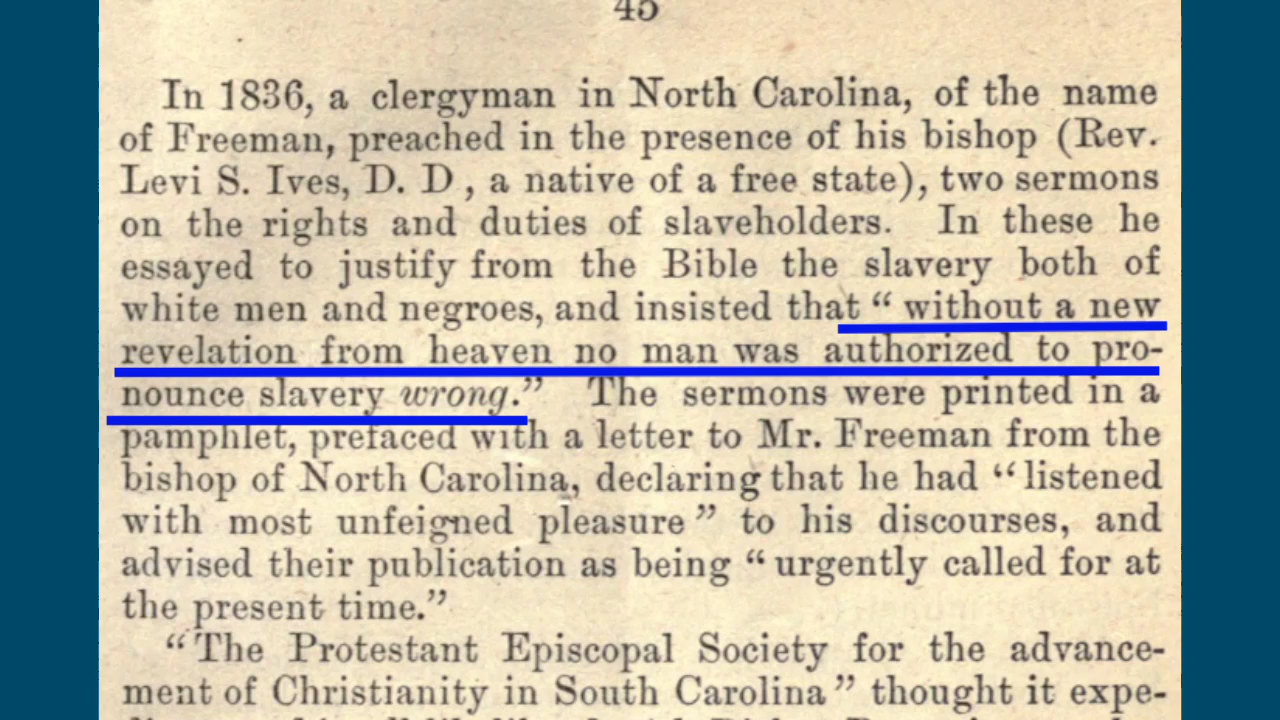 45
In 1836, a clergyman in North Carolina, of the name
of Freeman, preached in the presence of his bishop (Rev.
Levi S. Ives, D. D , a native of a free state), two sermons
on the rights and duties of slaveholders. In these he
essayed to justify from the Bible the slavery both of
white men and negroes, and insisted that “ without a new
revelation from heaven no man was authorized to pro-
nounce slavery wrong.” The sermons were printed in a
pamphlet, prefaced with a letter to Mr. Freeman from the
bishop of North Carolina, declaring that he had “ listened
with most unfeigned pleasure ” to his discourses, and
advised their publication as being “ urgently called for at
the present time.”
“ The Protestant Episcopal Society for the advance-
ment of Christianity in South Carolina ” thought it expe-